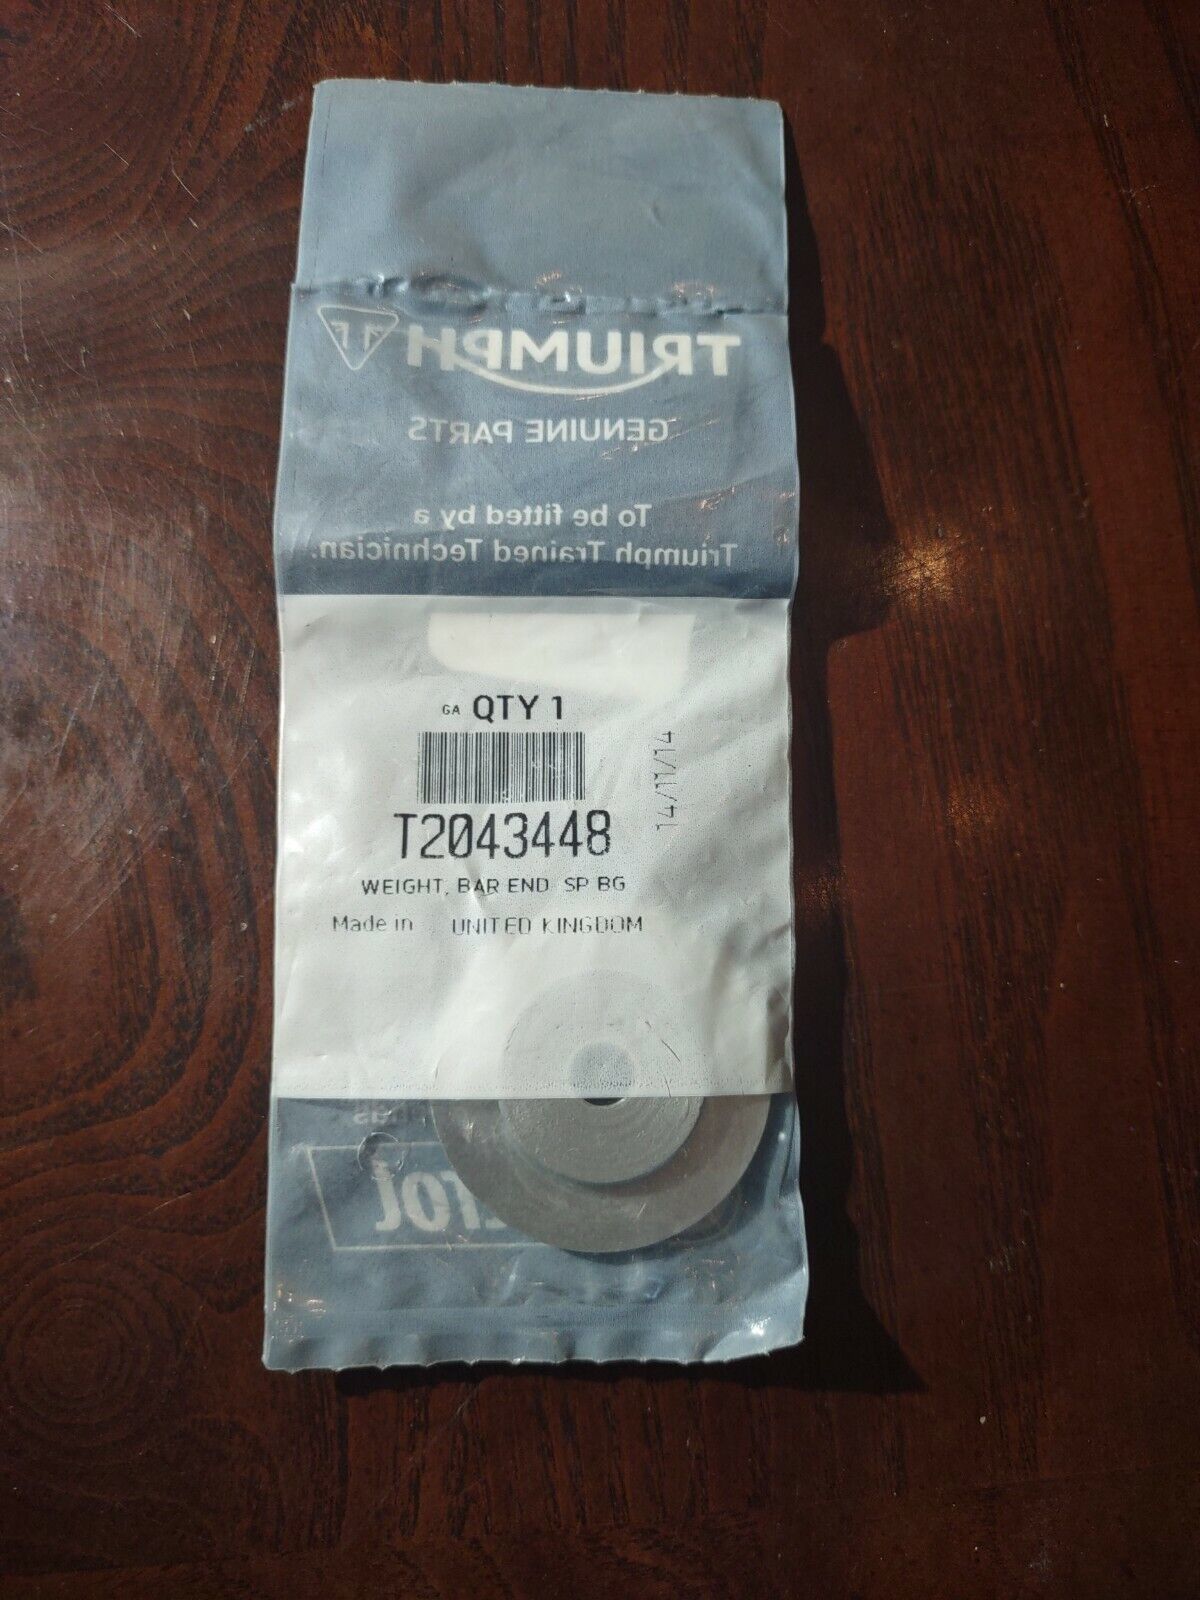 TRIUMPH
GENUINE PARTS
To be fitted by a
Triumph Trained Technician.
GA QTY 1
14/11/14
T2043448
WEIGHT, BAR END SP BG
Made in UNITED KINGDOM